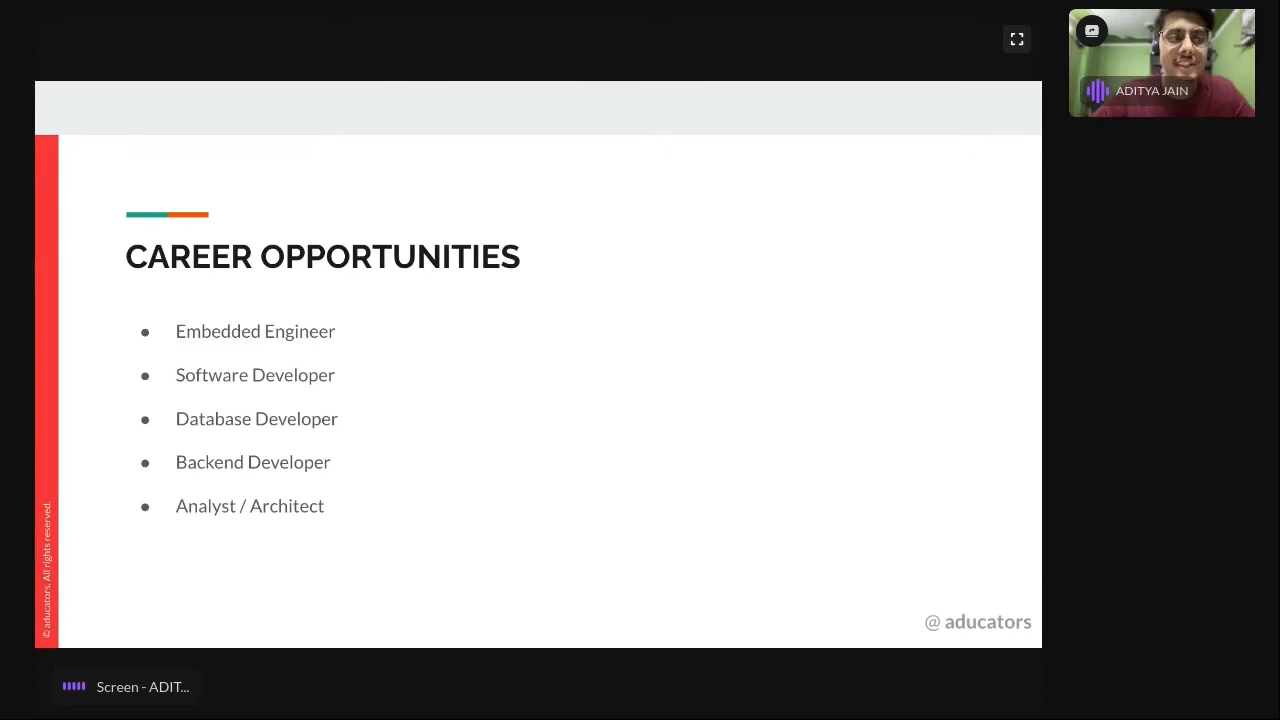 ADITYA JAIN
CAREER OPPORTUNITIES
● Embedded Engineer
● Software Developer
● Database Developer
● Backend Developer
● Analyst / Architect
© aducators. All rights reserved.
@ aducators
Screen - ADIT...